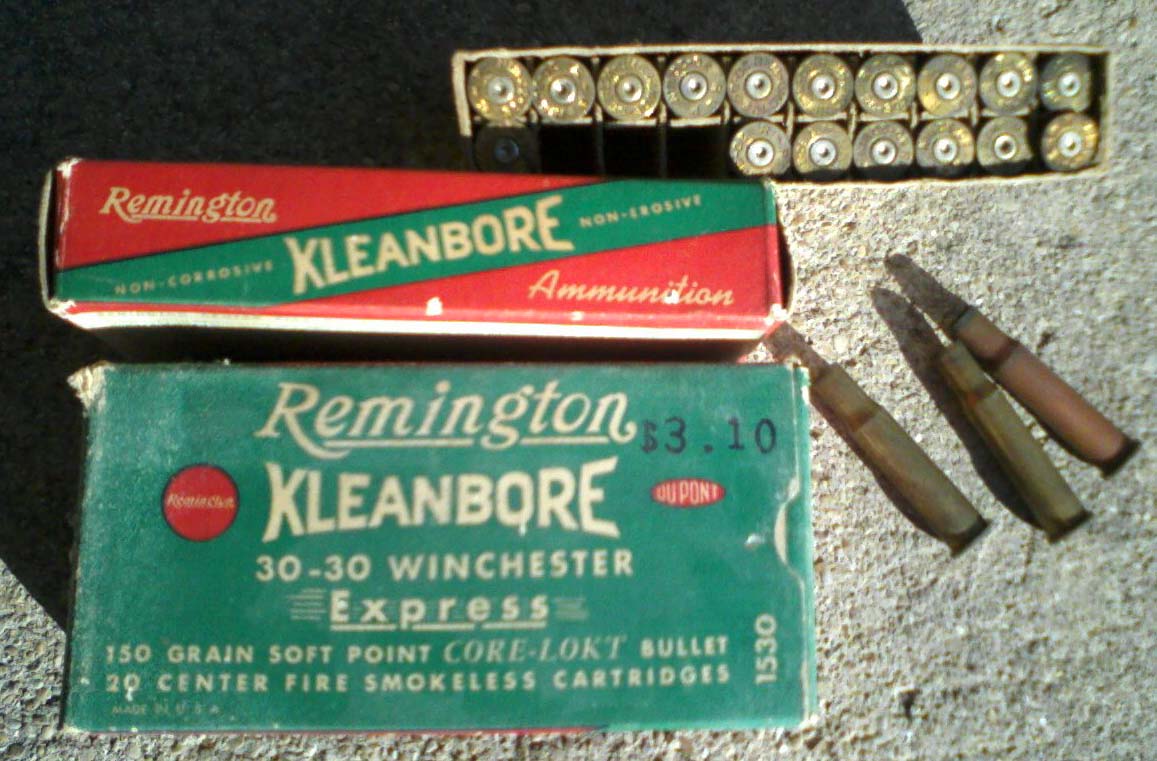 Remington
NON-CORROSIVE KLEANBORE NON-EROSIVE
Ammunition
Remington
$3.10
Remington
KLEANBORE
DU PONT
30-30 WINCHESTER
Express
150 GRAIN SOFT POINT CORE-LOKT BULLET
20 CENTER FIRE SMOKELESS CARTRIDGES
1530
MADE IN U.S.A.